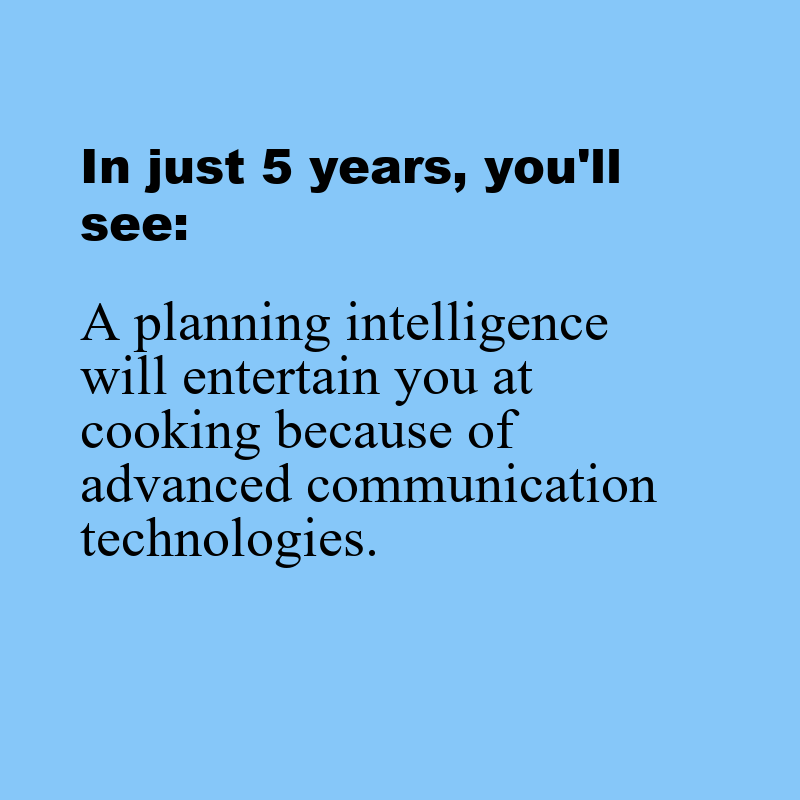 In just 5 years, you'll
see:
A planning intelligence
will entertain you at
cooking because of
advanced communication
technologies.